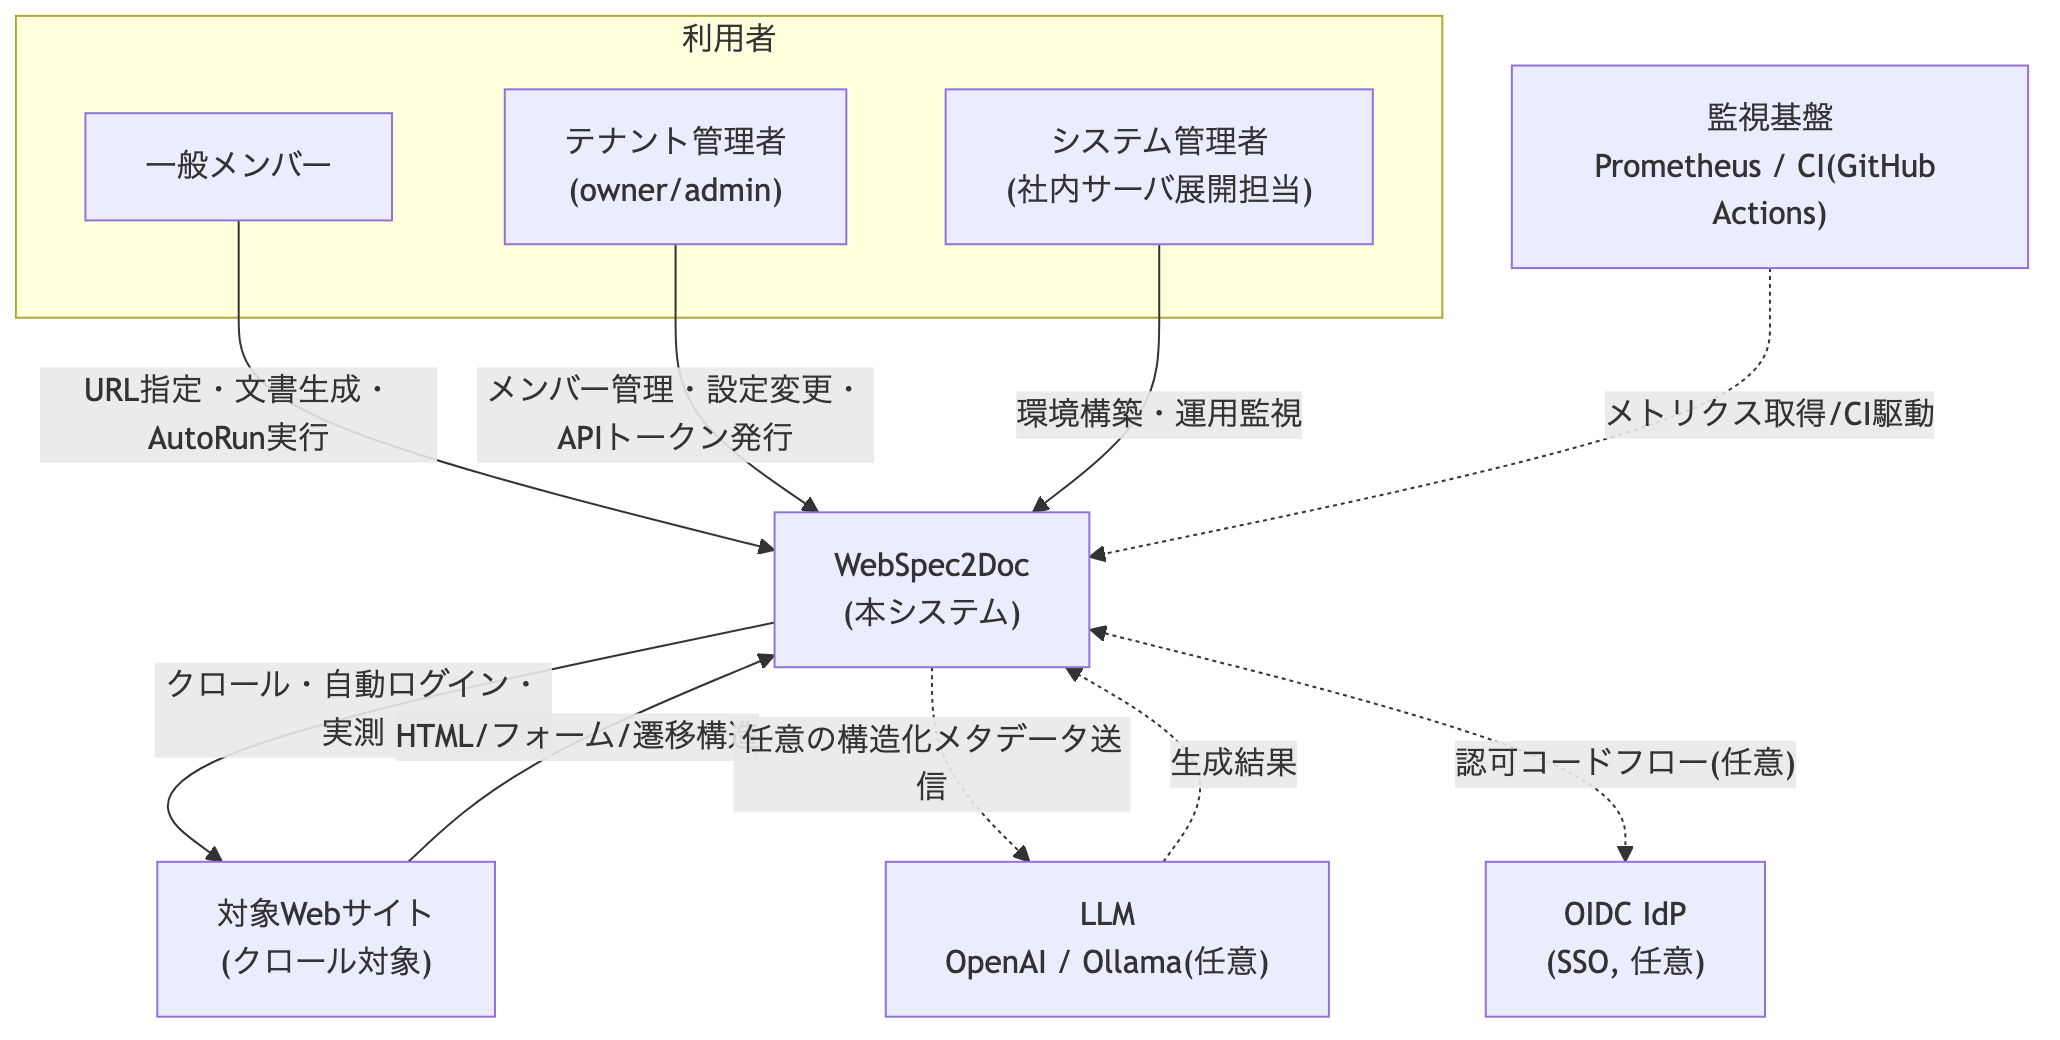 利用者
一般メンバー
テナント管理者
(owner/admin)
システム管理者
(社内サーバ展開担当)
監視基盤
Prometheus / CI(GitHub
Actions)
URL指定・文書生成・
AutoRun実行
メンバー管理・設定変更・
APIトークン発行
環境構築・運用監視
メトリクス取得/CI駆動
WebSpec2Doc
(本システム)
クロール・自動ログイン・
実測
HTML/フォーム/遷移構造
任意の構造化メタデータ送
信
生成結果
認可コードフロー(任意)
対象Webサイト
(クロール対象)
LLM
OpenAI / Ollama(任意)
OIDC IdP
(SSO, 任意)